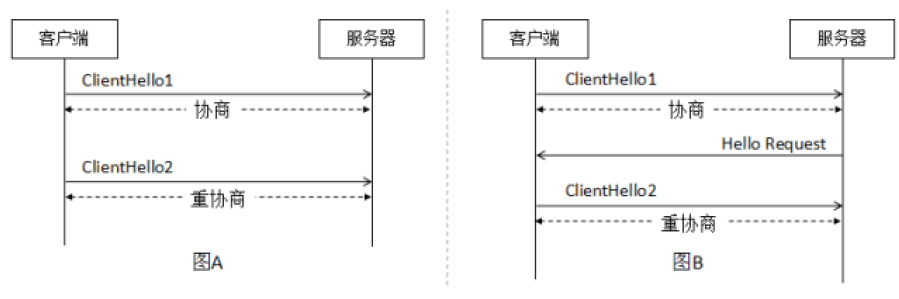 客户端
服务器
ClientHello1
协商
ClientHello2
重协商
图A
客户端
服务器
ClientHello1
协商
Hello Request
ClientHello2
重协商
图B